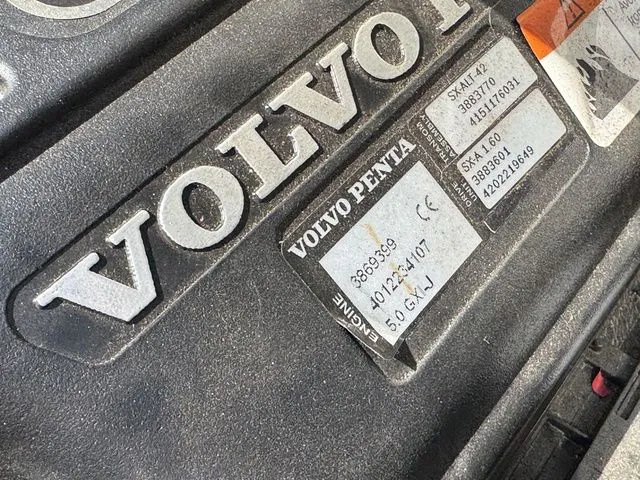 VOLVO
VOLVO PENTA
3869399
4012234107
5.0 GXI-J
CE
ENGINE
TRANSOM
ASSEMBLY
SX-ALT-42
3883770
4151176031
DRIVE
UNIT
SX-A 1.60
3883601
4202219649